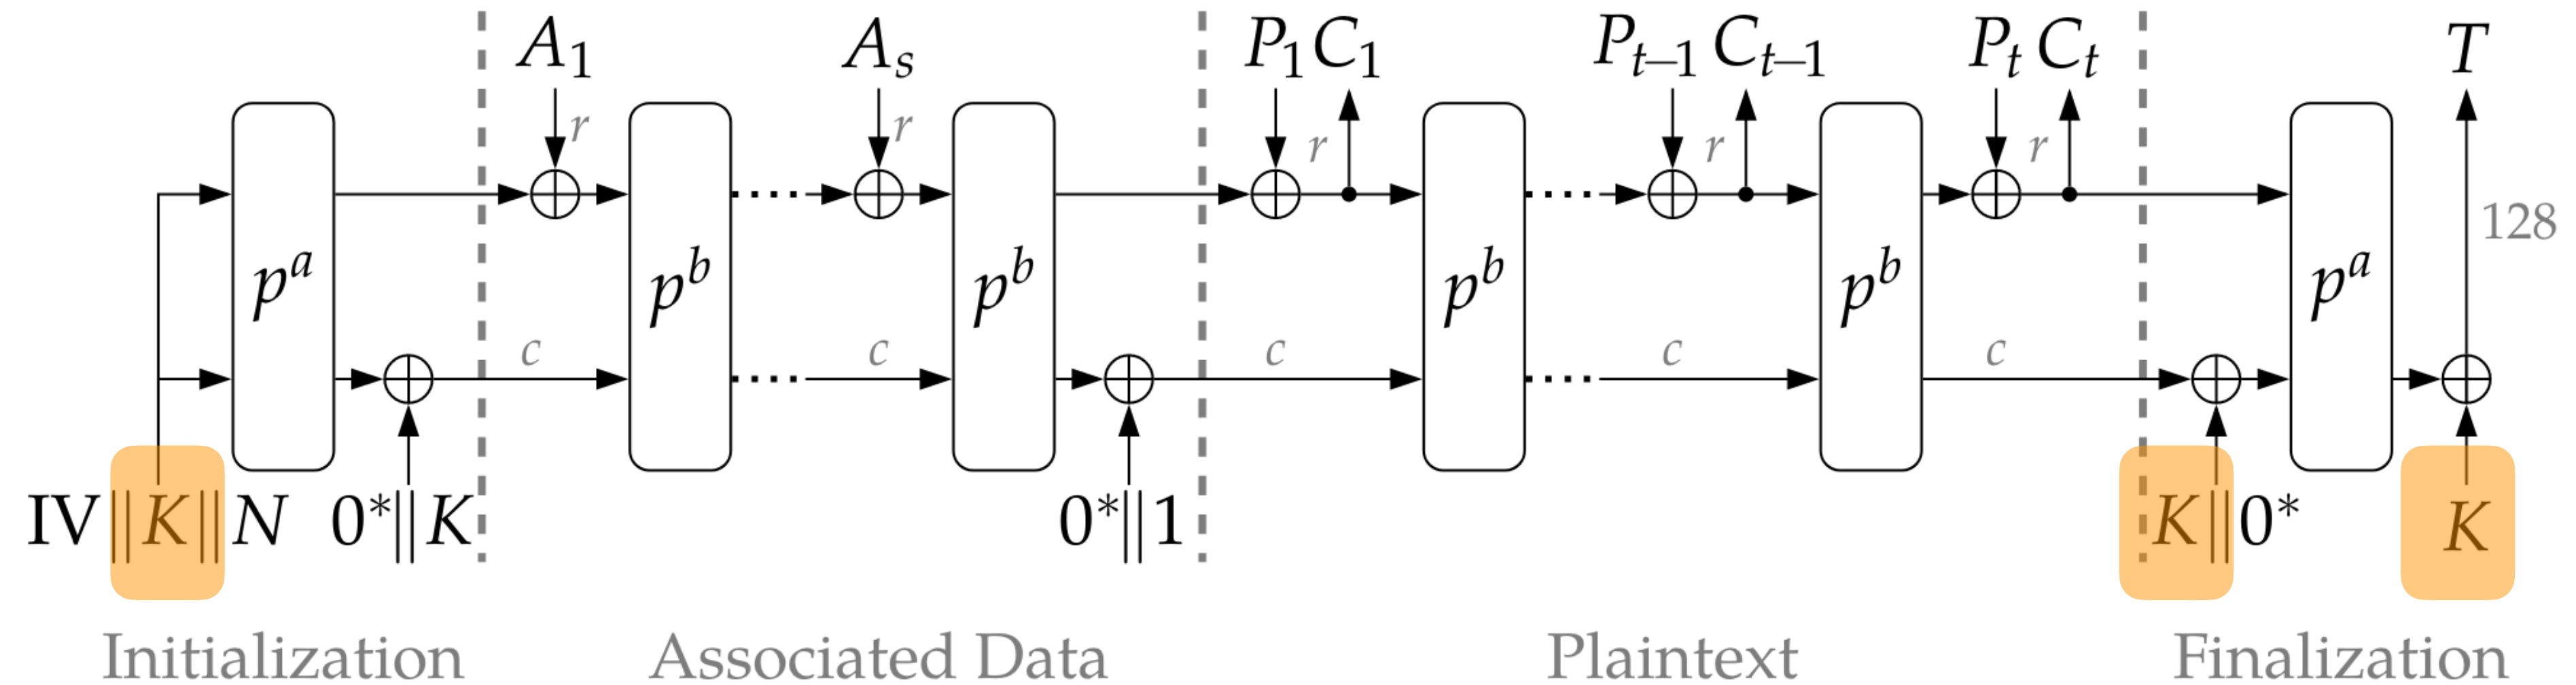 A₁ Aₛ P₁ C₁ Pₜ₋₁ Cₜ₋₁ Pₜ Cₜ T
r r r r r
128
pᵃ pᵇ pᵇ pᵇ pᵇ pᵃ
c c c c c
IV‖K‖N 0*‖K 0*‖1 K‖0* K
Initialization Associated Data Plaintext Finalization